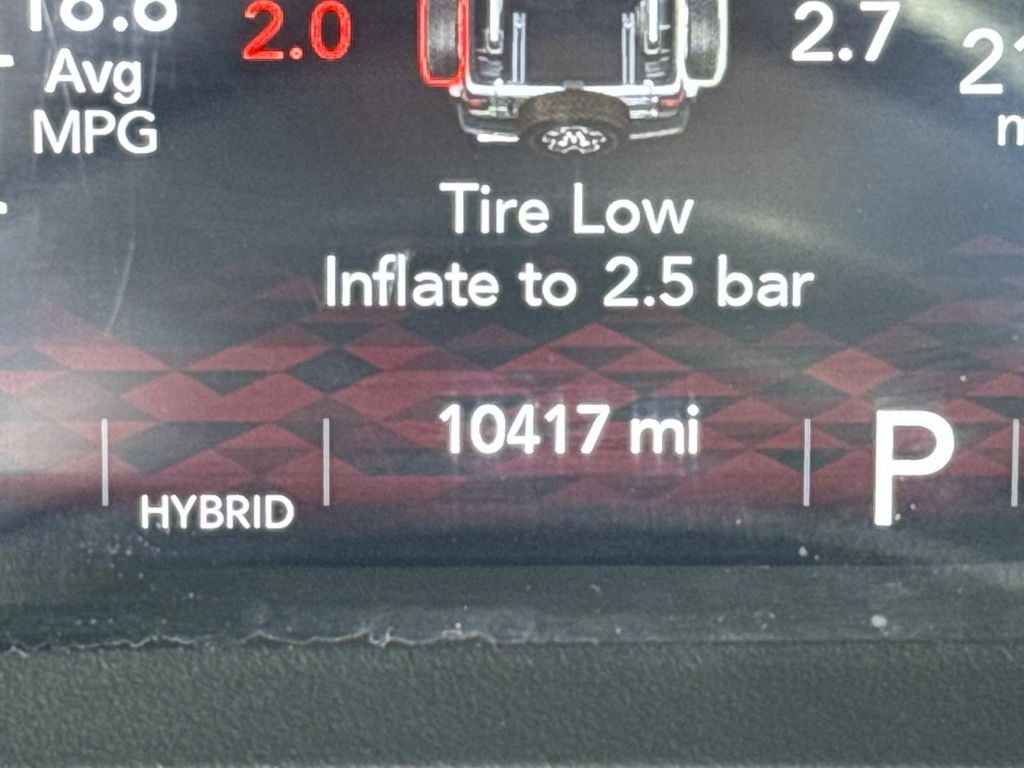 2.0
2.7
Avg
MPG
Tire Low
Inflate to 2.5 bar
10417 mi
P
HYBRID